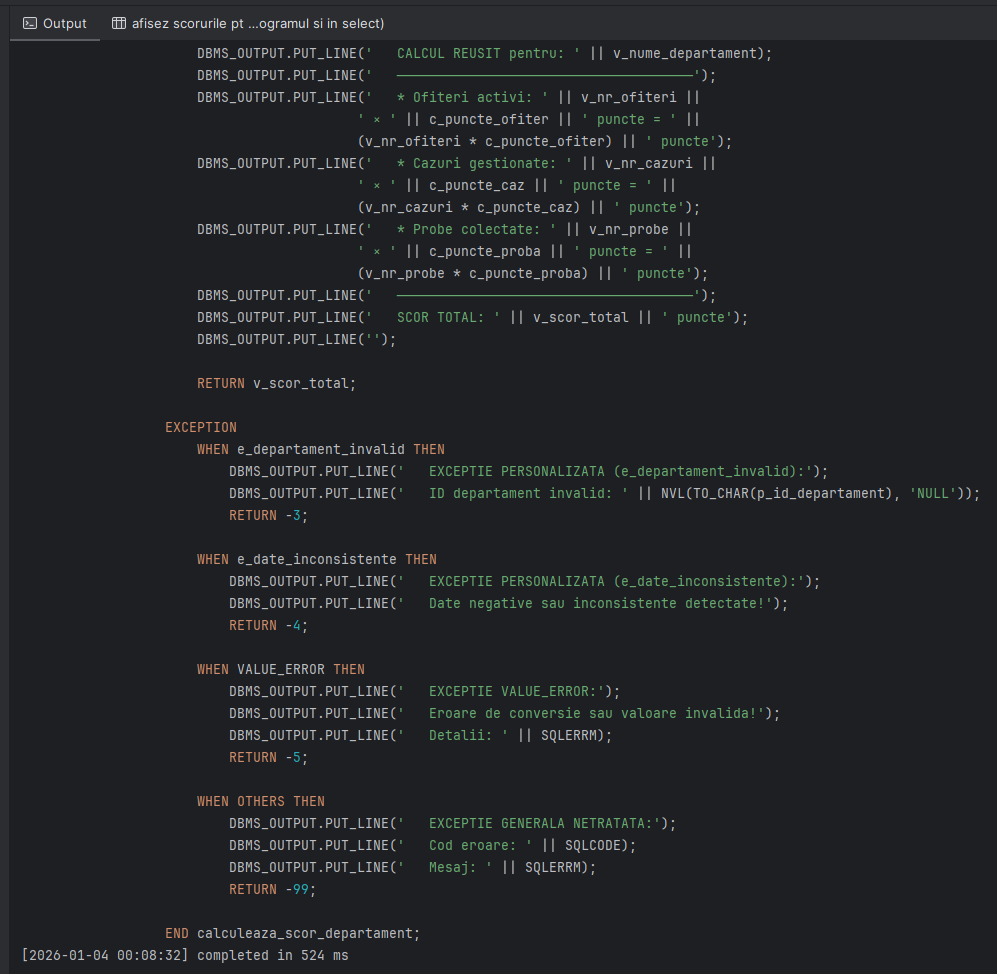 Output
afisez scorurile pt ...ogramul si in select)
DBMS_OUTPUT.PUT_LINE('   CALCUL REUSIT pentru: ' || v_nume_departament);
DBMS_OUTPUT.PUT_LINE('   ─────────────────────────────────────');
DBMS_OUTPUT.PUT_LINE('   * Ofiteri activi: ' || v_nr_ofiteri ||
' × ' || c_puncte_ofiter || ' puncte = ' ||
(v_nr_ofiteri * c_puncte_ofiter) || ' puncte');
DBMS_OUTPUT.PUT_LINE('   * Cazuri gestionate: ' || v_nr_cazuri ||
' × ' || c_puncte_caz || ' puncte = ' ||
(v_nr_cazuri * c_puncte_caz) || ' puncte');
DBMS_OUTPUT.PUT_LINE('   * Probe colectate: ' || v_nr_probe ||
' × ' || c_puncte_proba || ' puncte = ' ||
(v_nr_probe * c_puncte_proba) || ' puncte');
DBMS_OUTPUT.PUT_LINE('   ─────────────────────────────────────');
DBMS_OUTPUT.PUT_LINE('   SCOR TOTAL: ' || v_scor_total || ' puncte');
DBMS_OUTPUT.PUT_LINE('');
RETURN v_scor_total;
EXCEPTION
WHEN e_departament_invalid THEN
DBMS_OUTPUT.PUT_LINE('   EXCEPTIE PERSONALIZATA (e_departament_invalid):');
DBMS_OUTPUT.PUT_LINE('   ID departament invalid: ' || NVL(TO_CHAR(p_id_departament), 'NULL'));
RETURN -3;
WHEN e_date_inconsistente THEN
DBMS_OUTPUT.PUT_LINE('   EXCEPTIE PERSONALIZATA (e_date_inconsistente):');
DBMS_OUTPUT.PUT_LINE('   Date negative sau inconsistente detectate!');
RETURN -4;
WHEN VALUE_ERROR THEN
DBMS_OUTPUT.PUT_LINE('   EXCEPTIE VALUE_ERROR:');
DBMS_OUTPUT.PUT_LINE('   Eroare de conversie sau valoare invalida!');
DBMS_OUTPUT.PUT_LINE('   Detalii: ' || SQLERRM);
RETURN -5;
WHEN OTHERS THEN
DBMS_OUTPUT.PUT_LINE('   EXCEPTIE GENERALA NETRATATA:');
DBMS_OUTPUT.PUT_LINE('   Cod eroare: ' || SQLCODE);
DBMS_OUTPUT.PUT_LINE('   Mesaj: ' || SQLERRM);
RETURN -99;
END calculeaza_scor_departament;
[2026-01-04 00:08:32] completed in 524 ms